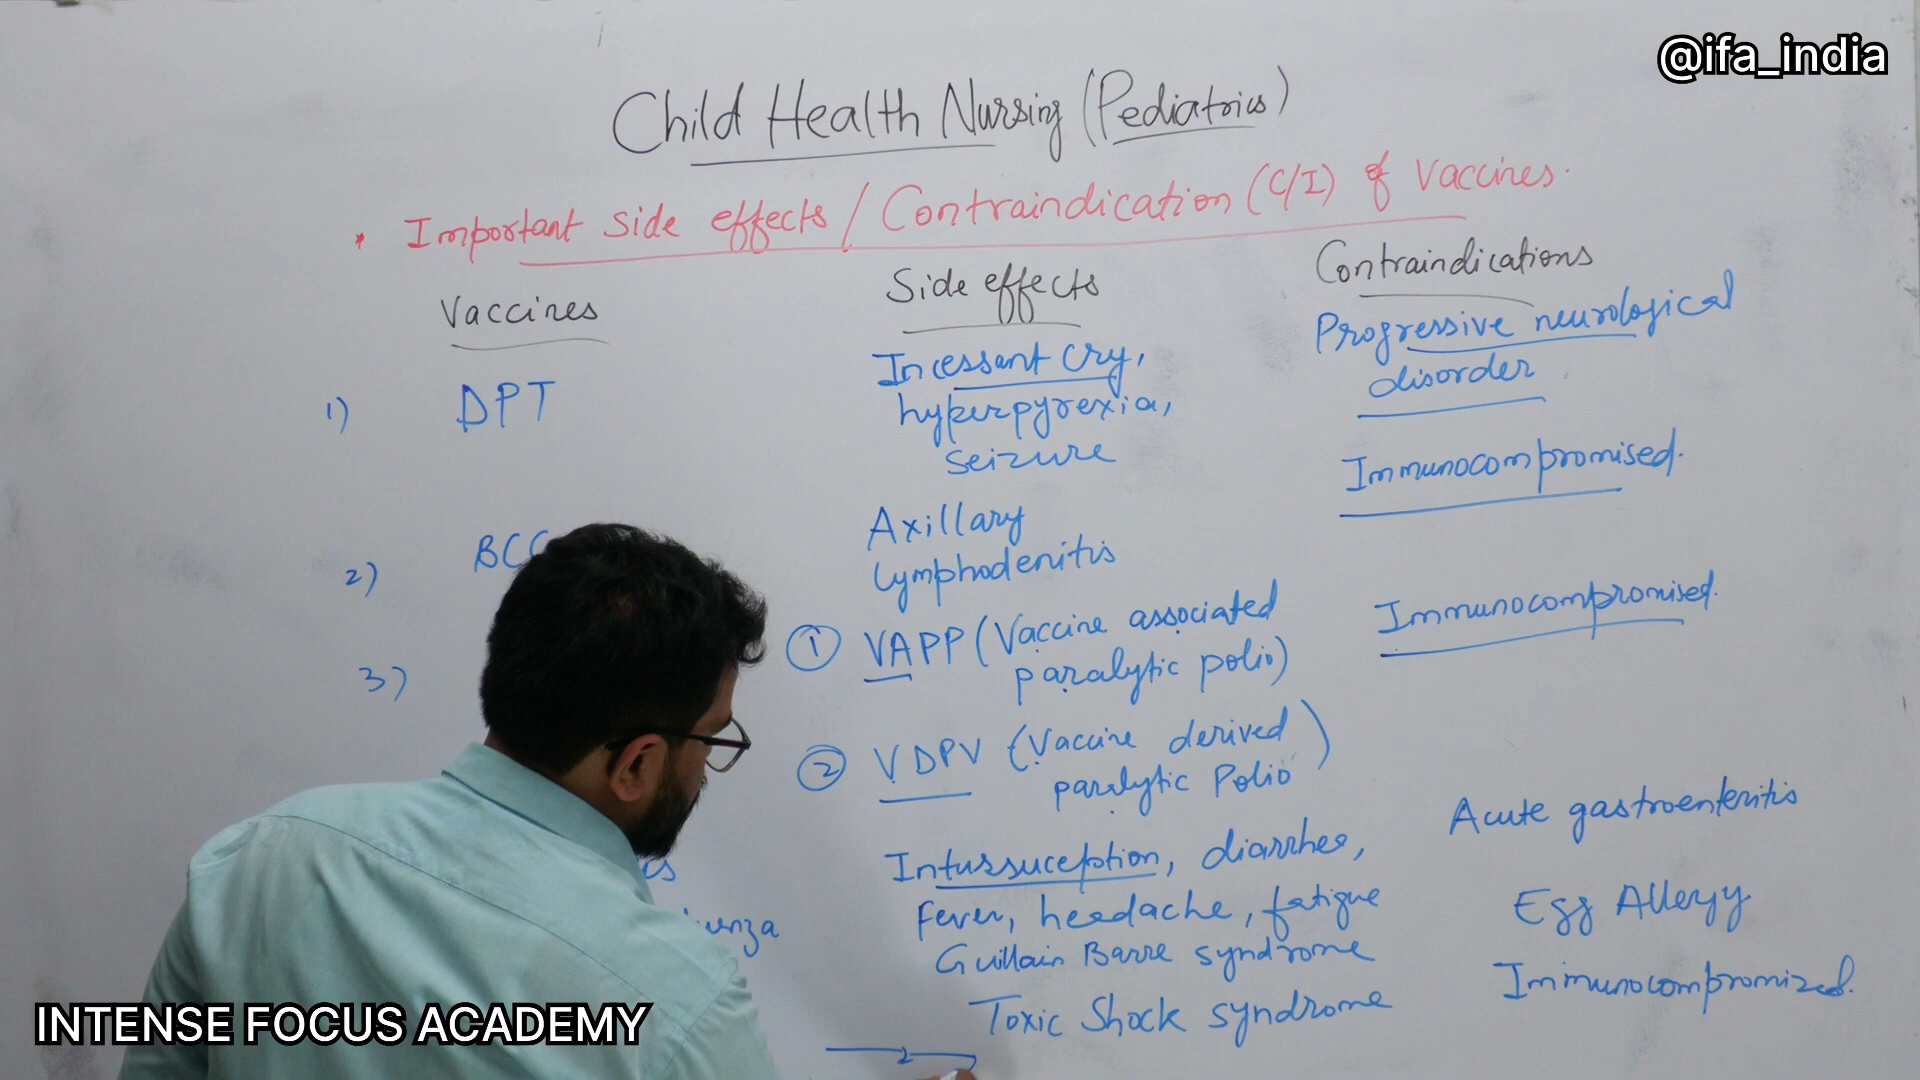 @ifa_india
Child Health Nursing (Pediatrics)
* Important side effects / Contraindication (C/I) of Vaccines.
Vaccines
Side effects
Contraindications
1) DPT
Incessant cry,
hyperpyrexia,
seizure
Progressive neurological
disorder
2) BCG
Axillary
Lymphodenitis
Immunocompromised.
3)
① VAPP (Vaccine associated
paralytic polio)
② VDPV (Vaccine derived
paralytic Polio)
Immunocompromised.
Intussuception, diarrhea,
Acute gastroenteritis
Fever, headache, fatigue
Guillain Barre syndrome
Egg Allergy
Toxic Shock syndrome
Immunocompromized.
INTENSE FOCUS ACADEMY